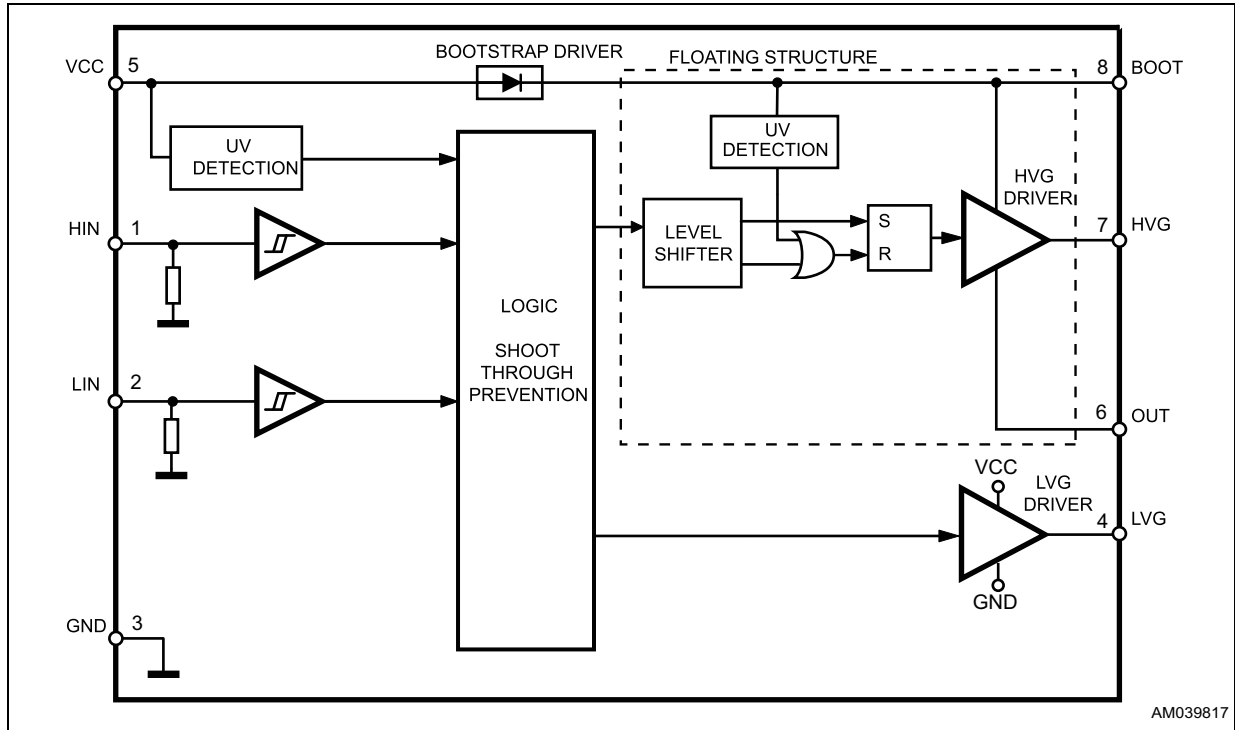 BOOTSTRAP DRIVER
FLOATING STRUCTURE
VCC
5
8
BOOT
UV
DETECTION
UV
DETECTION
HVG
DRIVER
HIN
1
LEVEL
SHIFTER
S
R
7
HVG
LOGIC
SHOOT
THROUGH
PREVENTION
LIN
2
6
OUT
VCC
LVG
DRIVER
4
LVG
GND
GND
3
AM039817